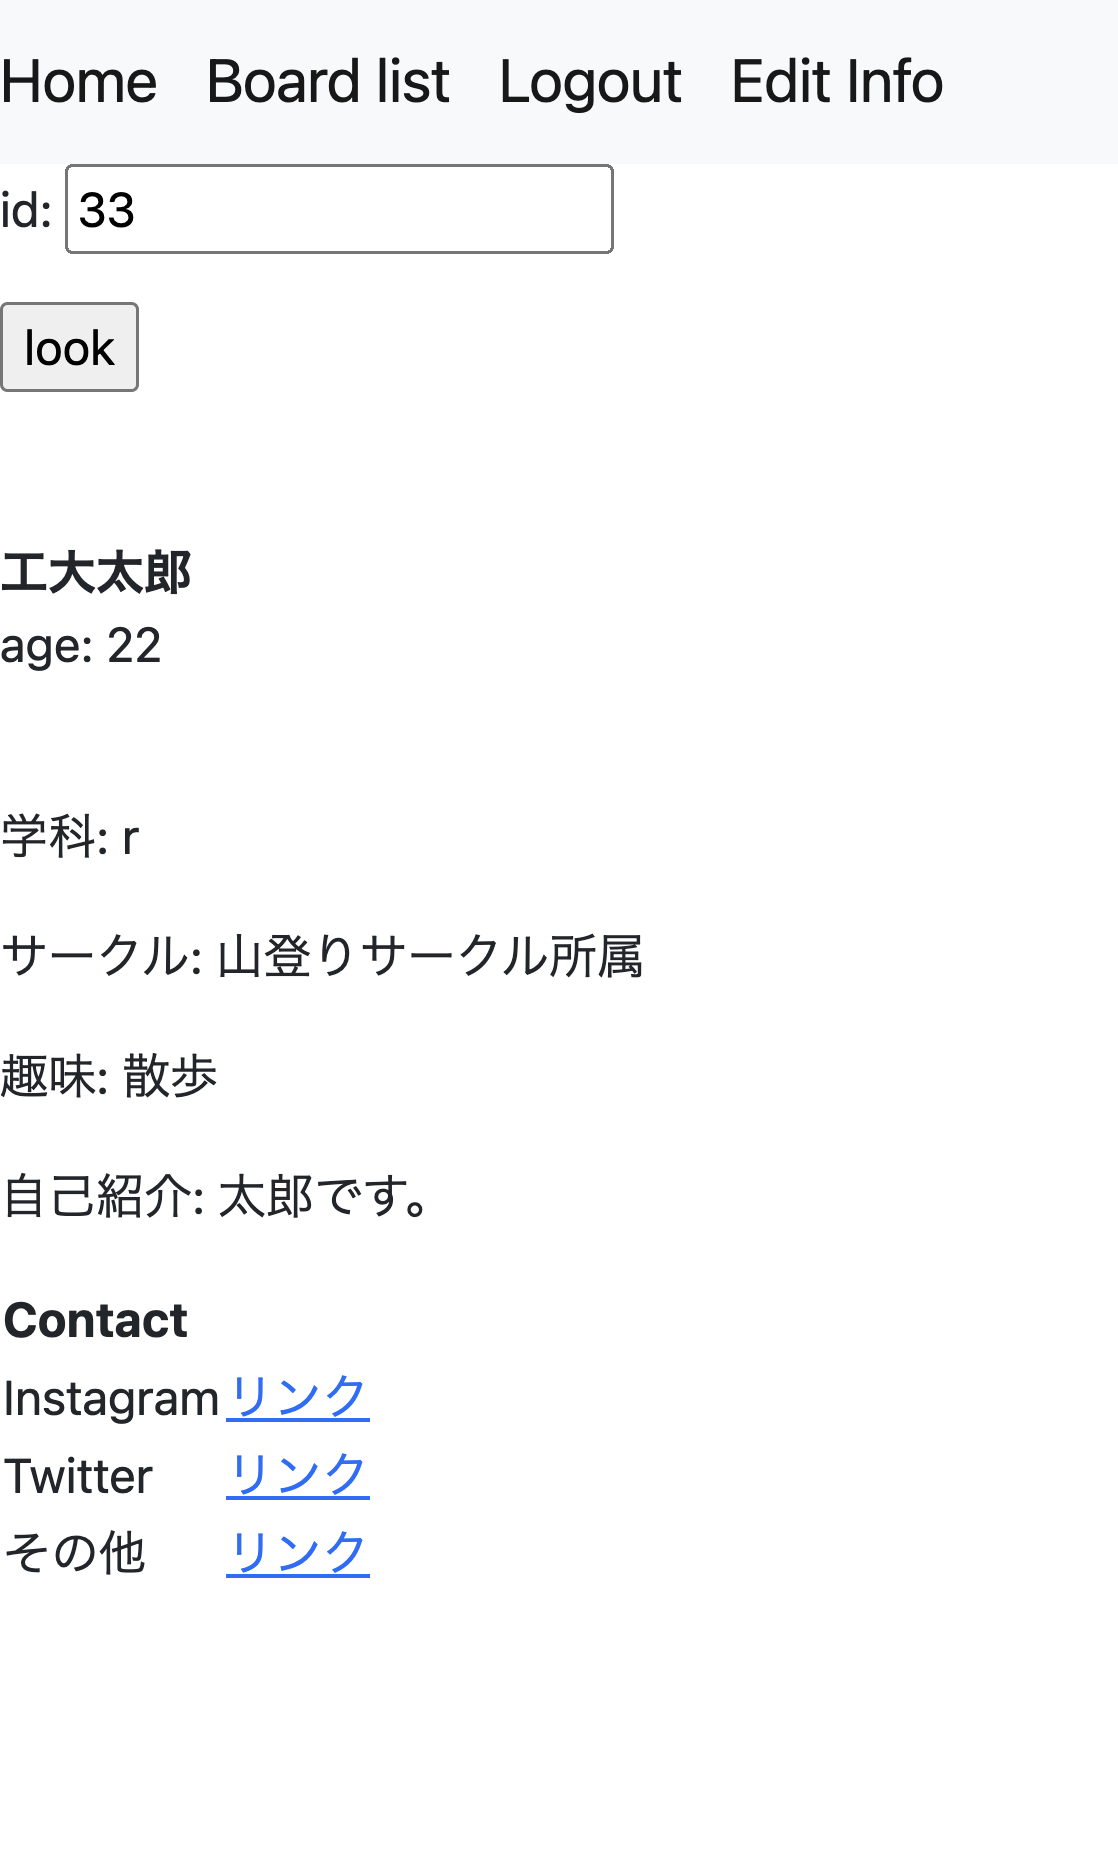 Home Board list Logout Edit Info
id: 33
look
工大太郎
age: 22
学科: r
サークル: 山登りサークル所属
趣味: 散歩
自己紹介: 太郎です。
Contact
Instagram リンク
Twitter リンク
その他 リンク